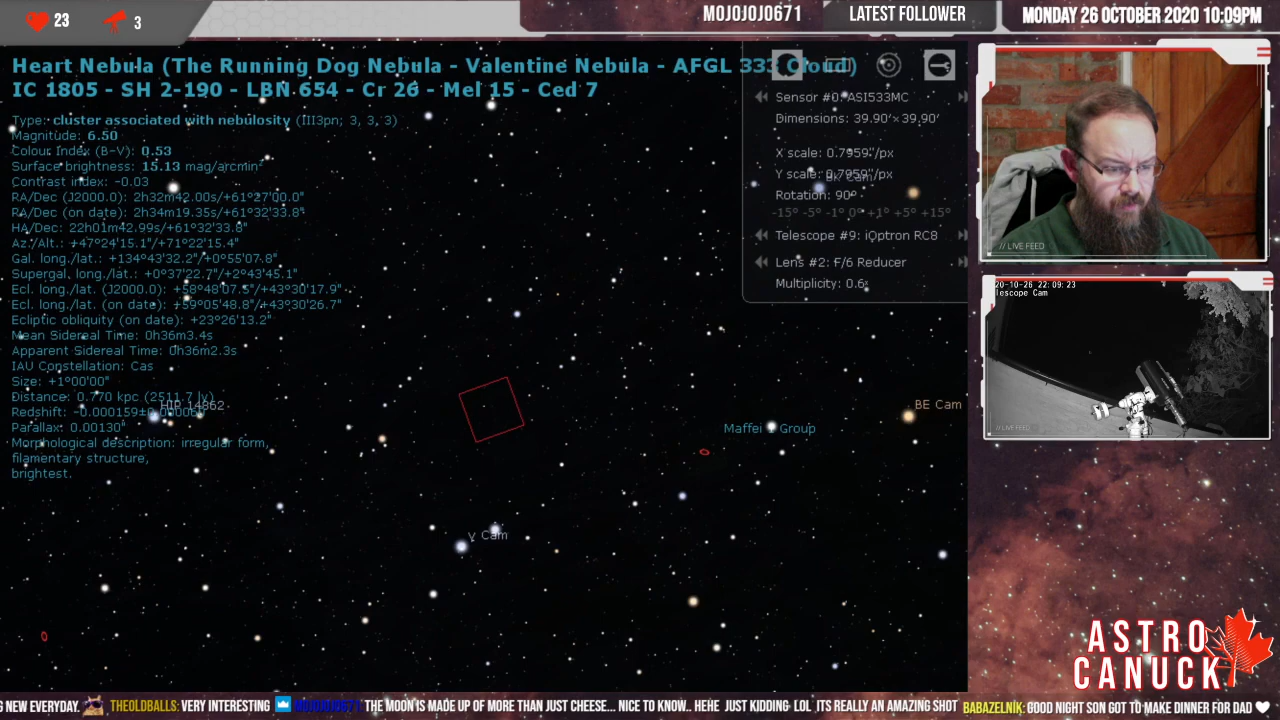 23
3
MOJOJOJO671
LATEST FOLLOWER
MONDAY 26 OCTOBER 2020 10:09PM
Heart Nebula (The Running Dog Nebula - Valentine Nebula - AFGL 333 Cloud)
IC 1805 - SH 2-190 - LBN 654 - Cr 26 - Mel 15 - Ced 7
Type: cluster associated with nebulosity (III3pn; 3, 3, 3)
Magnitude: 6.50
Colour Index (B-V): 0.53
Surface brightness: 15.13 mag/arcmin²
Contrast index: -0.03
RA/Dec (J2000.0): 2h32m42.00s/+61°27'00.0"
RA/Dec (on date): 2h34m19.35s/+61°32'33.8"
HA/Dec: 22h01m42.99s/+61°32'33.8"
Az./Alt.: +47°24'15.1"/+71°22'15.4"
Gal. long./lat.: +134°43'32.2"/+0°55'07.8"
Supergal. long./lat.: +0°37'22.7"/+2°43'45.1"
Ecl. long./lat. (J2000.0): +58°48'07.5"/+43°30'17.9"
Ecl. long./lat. (on date): +59°05'48.8"/+43°30'26.7"
Ecliptic obliquity (on date): +23°26'13.2"
Mean Sidereal Time: 0h36m3.4s
Apparent Sidereal Time: 0h36m2.3s
IAU Constellation: Cas
Size: +1°00'00"
Distance: 0.770 kpc (2511.7 ly)
Redshift:
Parallax: 0.00130"
Morphological description: irregular form,
filamentary structure,
brightest.
HIP 14862
Sensor #0: ASI533MC
Dimensions: 39.90'×39.90'
X scale: 0.7959"/px
Y scale: 0.7959"/px
Rotation: 90°
-15° -5° -1° 0° +1° +5° +15°
Telescope #9: iOptron RC8
Lens #2: F/6 Reducer
Multiplicity: 0.6x
BE Cam
Maffei Group
γ Cam
// LIVE FEED
20-10-26 22:09:23
Telescope Cam
// LIVE FEED
ASTRO
CANUCK
G NEW EVERYDAY. THEOLDBALLS: VERY INTERESTING MOJOJOJO671: THE MOON'S MADE UP OF MORE THAN JUST CHEESE... NICE TO KNOW.. HEHE JUST KIDDING LOL ITS REALLY AN AMAZING SHOT BABAZELNIK: GOOD NIGHT SON GOT TO MAKE DINNER FOR DAD